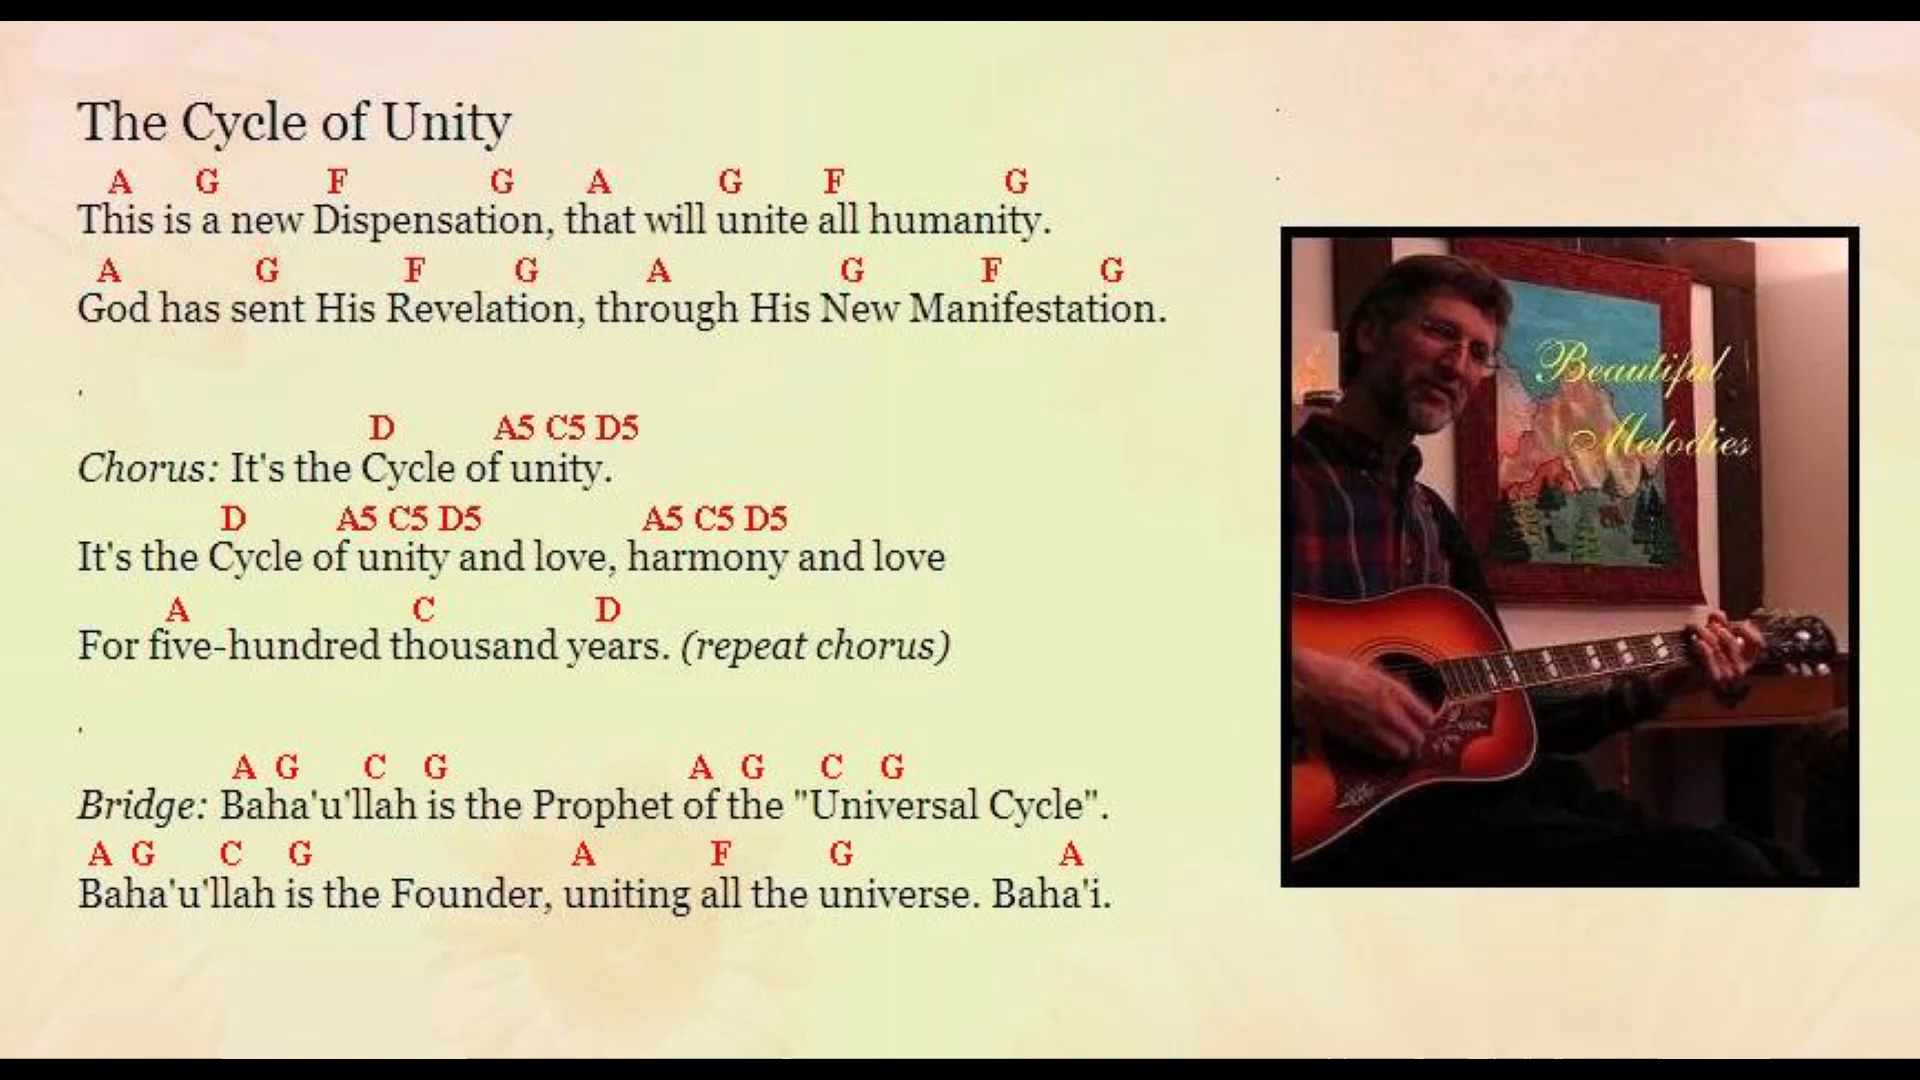 The Cycle of Unity
A G F G A G F G
This is a new Dispensation, that will unite all humanity.
A G F G A G F G
God has sent His Revelation, through His New Manifestation.
D A5 C5 D5
Chorus: It's the Cycle of unity.
D A5 C5 D5 A5 C5 D5
It's the Cycle of unity and love, harmony and love
A C D
For five-hundred thousand years. (repeat chorus)
A G C G A G C G
Bridge: Baha'u'llah is the Prophet of the "Universal Cycle".
A G C G A F G A
Baha'u'llah is the Founder, uniting all the universe. Baha'i.
Beautiful
Melodies